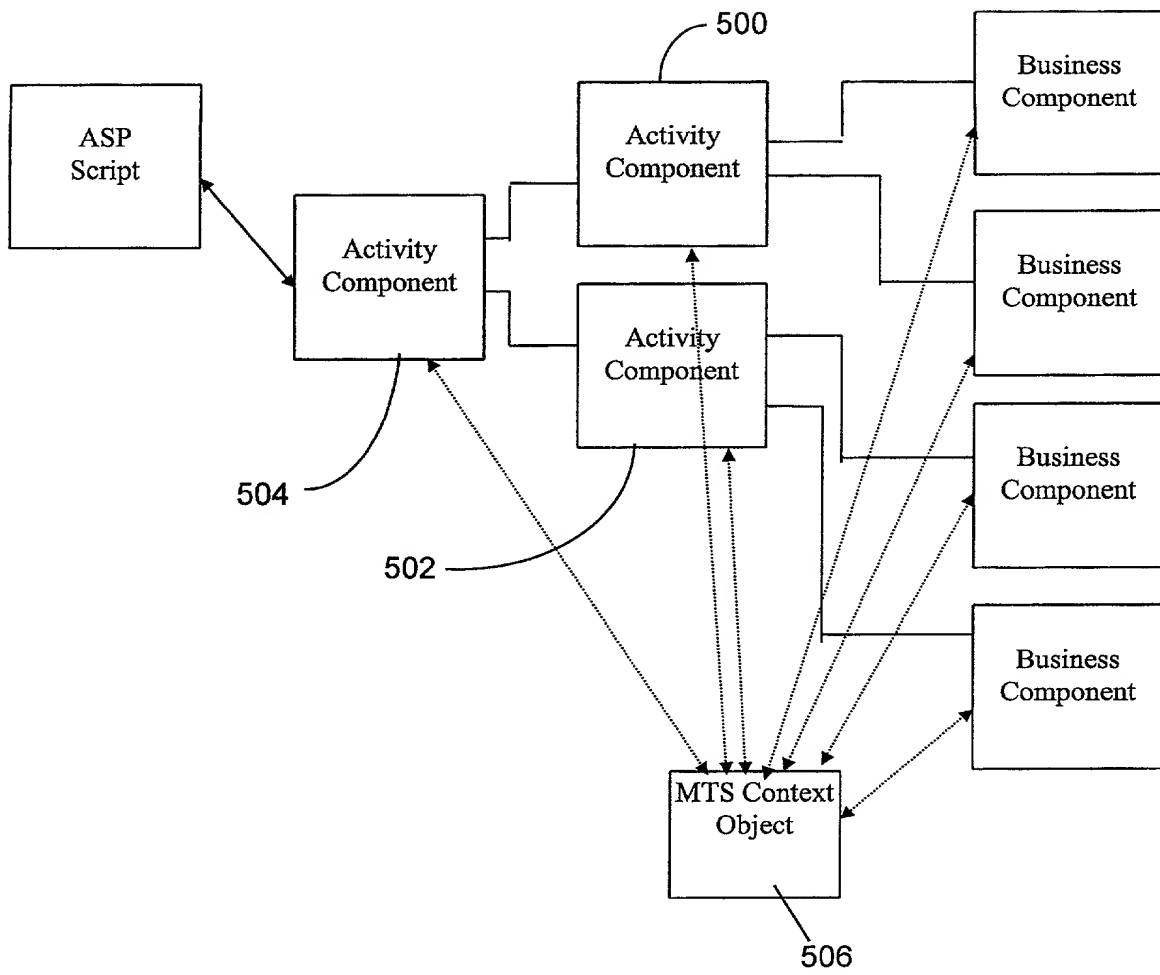 500
Business
Component
ASP
Script
Activity
Component
Activity
Component
Business
Component
Activity
Component
504
502
Business
Component
Business
Component
MTS Context
Object
506